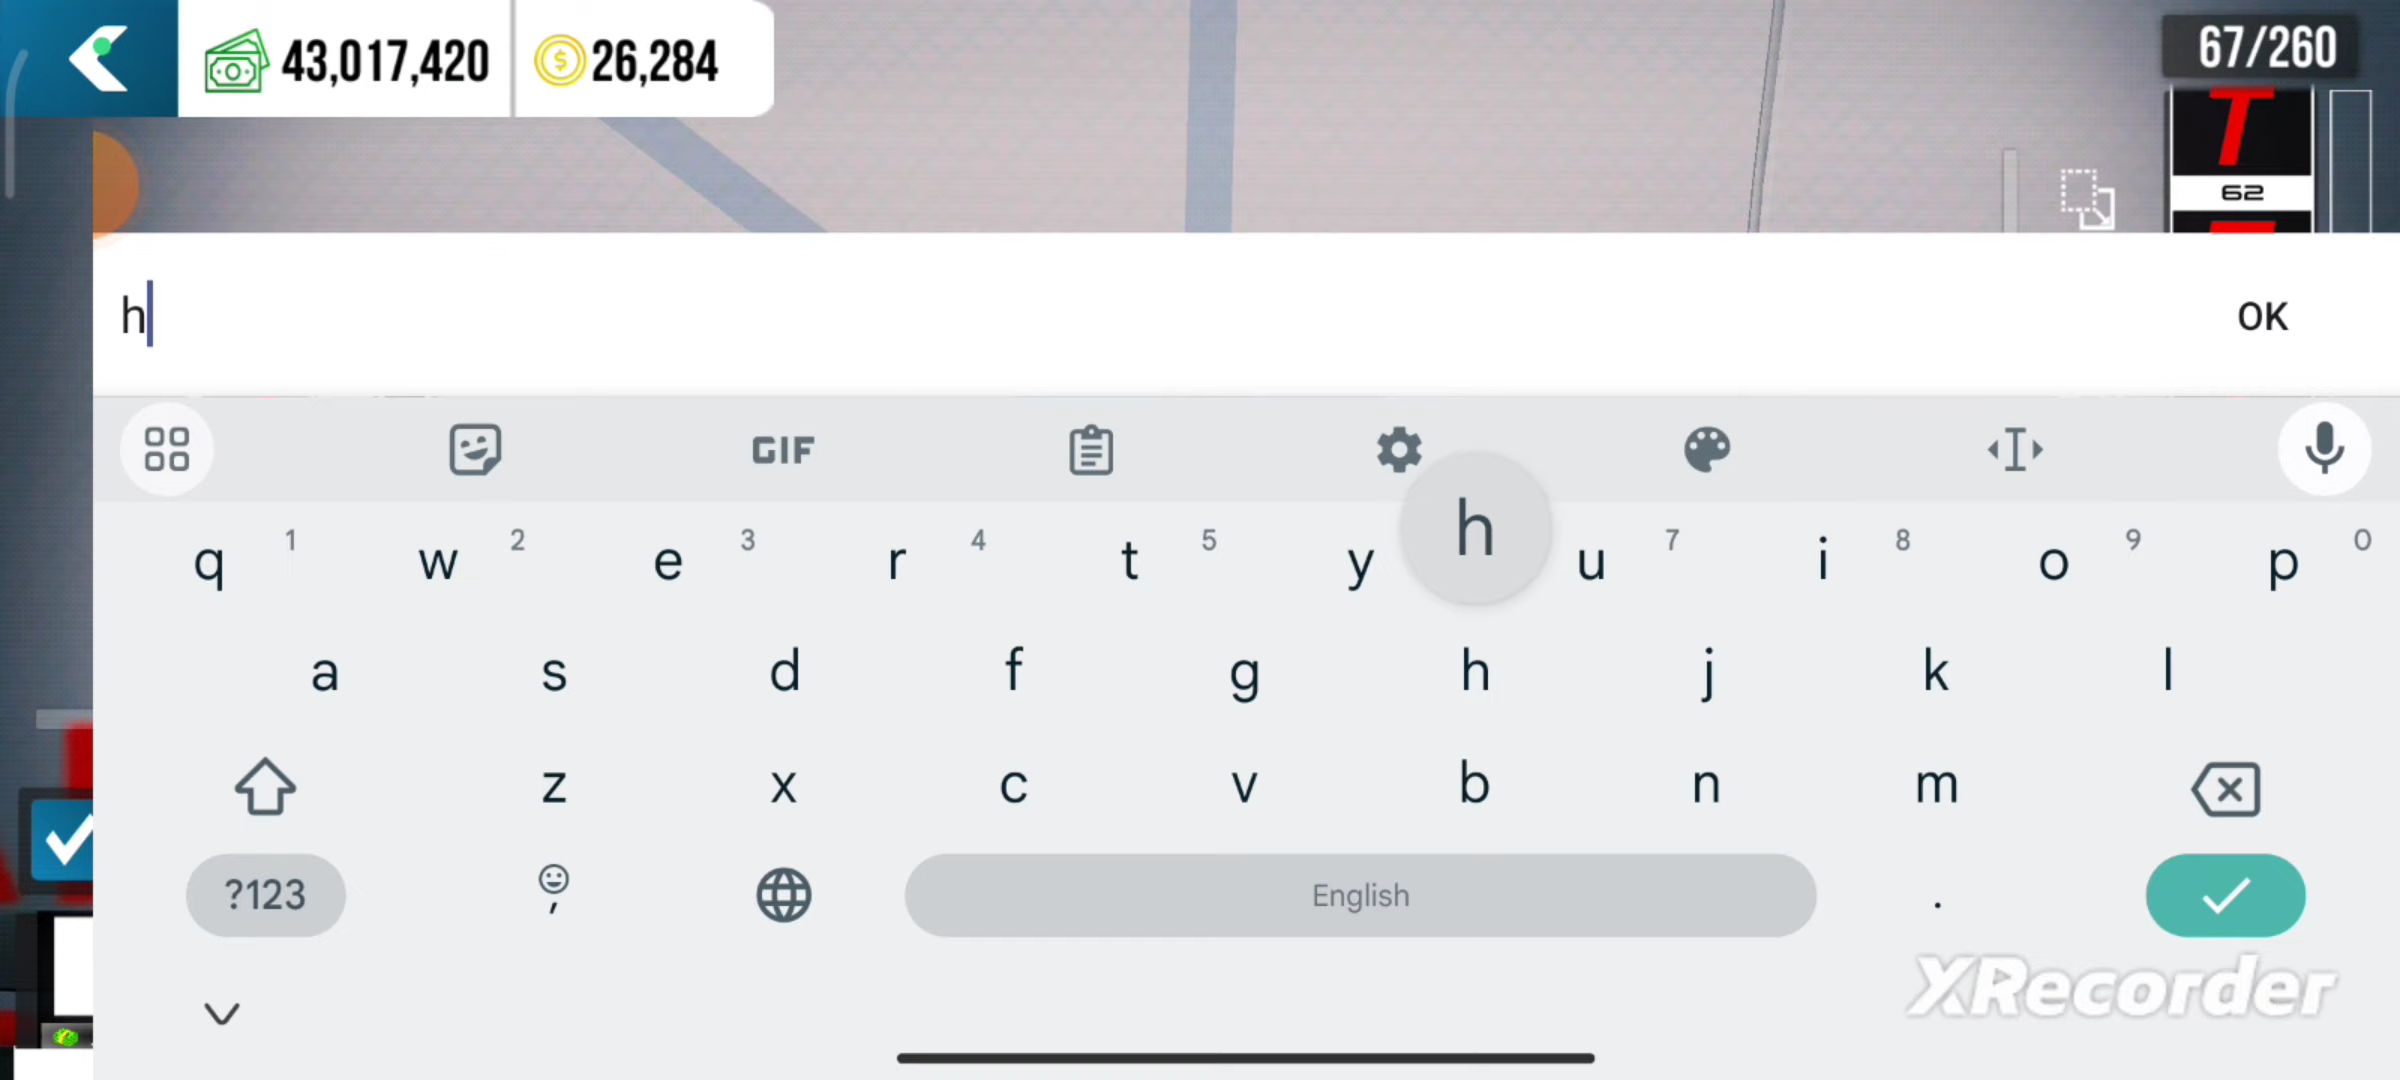 43,017,420 26,284 67/260
T
62
h OK
GIF
h
q 1 w 2 e 3 r 4 t 5 y u 7 i 8 o 9 p 0
a s d f g h j k l
z x c v b n m
?123 , English .
XRecorder